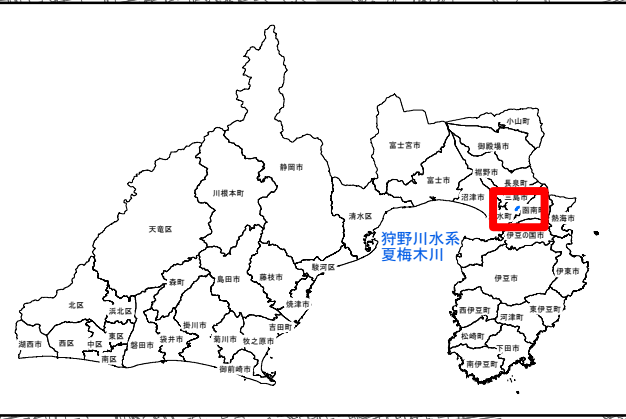 小山町
御殿場市
富士宮市
裾野市
富士市
長泉町
沼津市
三島市
函南町
水町
熱海市
伊豆の国市
静岡市
川根本町
清水区
天竜区
狩野川水系
夏梅木川
駿河区
伊豆市
伊東市
森町
島田市
藤枝市
焼津市
北区
浜北区
西伊豆町
河津町
東伊豆町
掛川市
吉田町
湖西市
西区
中区
東区
南区
磐田市
袋井市
菊川市
牧之原市
御前崎市
松崎町
下田市
南伊豆町